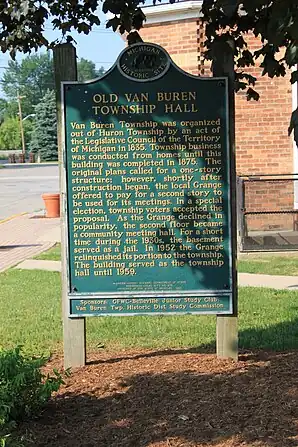 MICHIGAN
HISTORIC SITE
OLD VAN BUREN
TOWNSHIP HALL
Van Buren Township was organized
out of Huron Township by an act of
the Legislative Council of the Territory
of Michigan in 1835. Township business
was conducted from homes until this
building was completed in 1875. The
original plans called for a one-story
structure; however, shortly after
construction began, the local Grange
offered to pay for a second story to
be used for its meetings. In a special
election, township voters accepted the
proposal. As the Grange declined in
popularity, the second floor became
a community meeting hall. For a short
time during the 1930s, the basement
served as a jail. In 1952 the Grange
relinquished its portion to the township.
The building served as the township
hall until 1959.
Sponsors: GFWC-Belleville Junior Study Club
Van Buren Twp. Historic Dist Study Commission